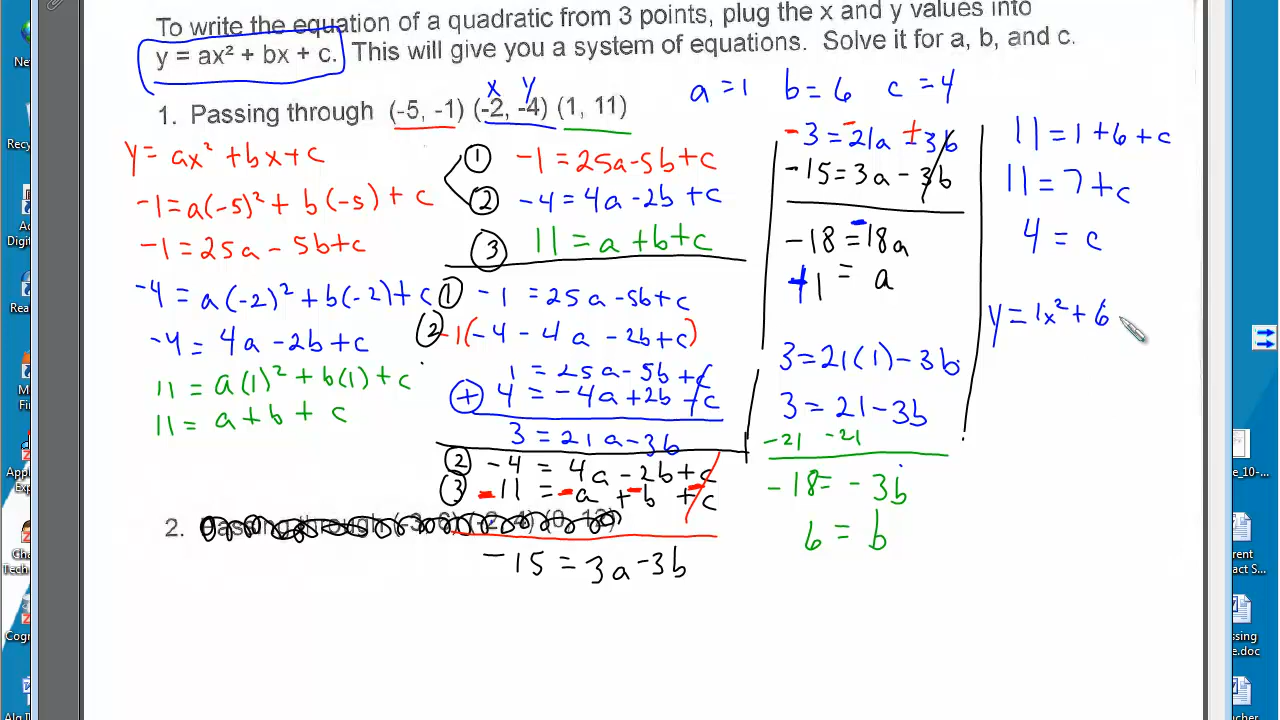 To write the equation of a quadratic from 3 points, plug the x and y values into
y = ax² + bx + c. This will give you a system of equations. Solve it for a, b, and c.
a = 1 b = 6 c = 4
x y
1. Passing through (-5, -1) (-2, -4) (1, 11)
y = ax² + bx + c
-1 = a(-5)² + b(-5) + c
-1 = 25a - 5b + c
-4 = a(-2)² + b(-2) + c
-4 = 4a - 2b + c
11 = a(1)² + b(1) + c
11 = a + b + c
① -1 = 25a - 5b + c
② -4 = 4a - 2b + c
③ 11 = a + b + c
① -1 = 25a - 5b + c
② -1(-4 - 4a - 2b + c)
1 = 25a - 5b + c
+ 4 = -4a + 2b - c
3 = 21a - 3b
② -4 = 4a - 2b + c
③ -11 = -a - b - c
-15 = 3a - 3b
-3 = -21a ± 3b
-15 = 3a - 3b
-18 = -18a
+1 = a
3 = 21(1) - 3b
3 = 21 - 3b
-21 -21
-18 = -3b
6 = b
11 = 1 + 6 + c
11 = 7 + c
4 = c
y = 1x² + 6
2.